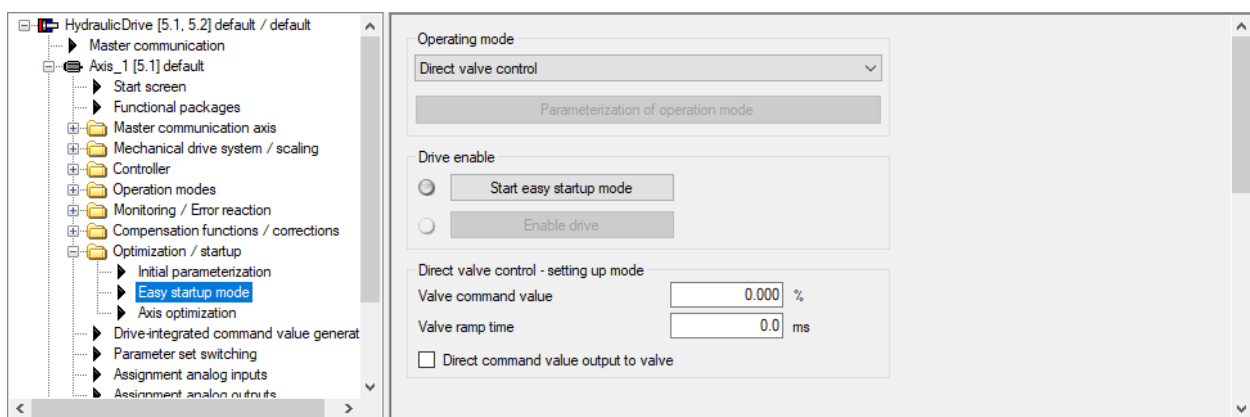 HydraulicDrive [5.1, 5.2] default / default
Master communication
Axis_1 [5.1] default
Start screen
Functional packages
Master communication axis
Mechanical drive system / scaling
Controller
Operation modes
Monitoring / Error reaction
Compensation functions / corrections
Optimization / startup
Initial parameterization
Easy startup mode
Axis optimization
Drive-integrated command value generat
Parameter set switching
Assignment analog inputs
Assignment analog outputs
Operating mode
Direct valve control
Parameterization of operation mode
Drive enable
Start easy startup mode
Enable drive
Direct valve control - setting up mode
Valve command value 0.000 %
Valve ramp time 0.0 ms
Direct command value output to valve